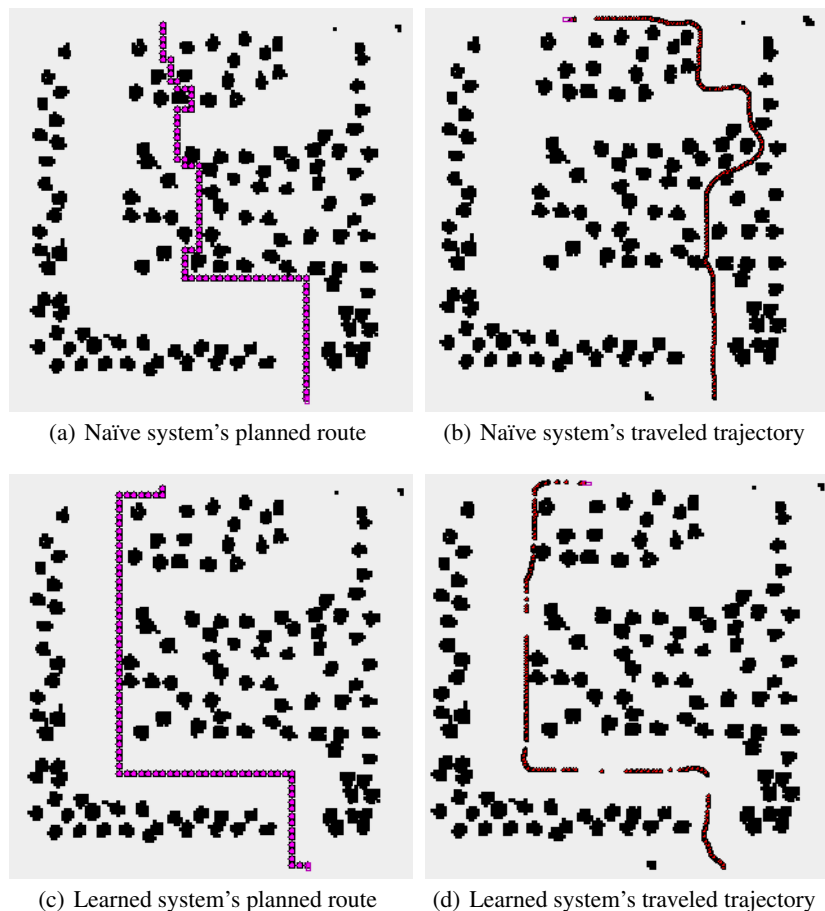 (a) Naïve system's planned route
(b) Naïve system's traveled trajectory
(c) Learned system's planned route
(d) Learned system's traveled trajectory